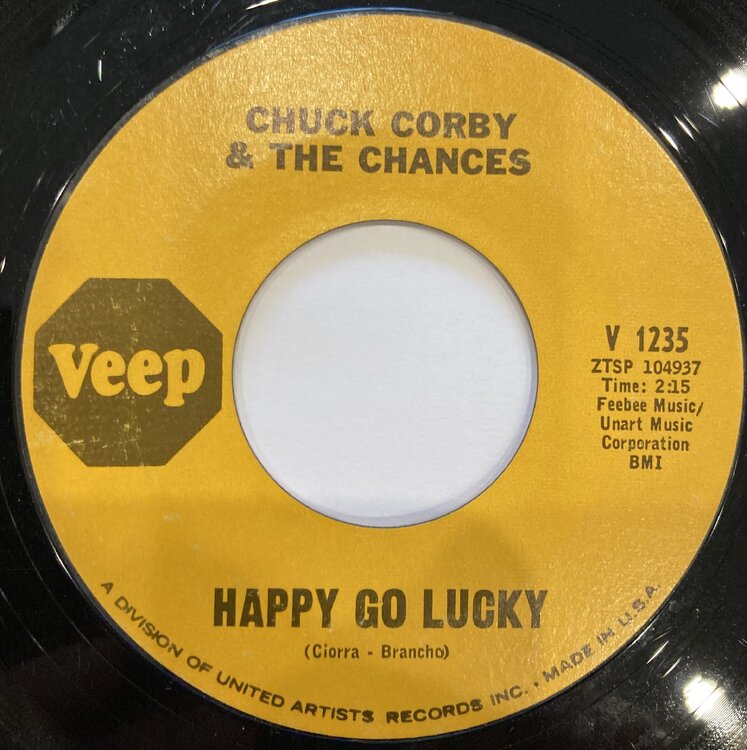 CHUCK CORBY
& THE CHANCES
Veep
V 1235
ZTSP 104937
Time: 2:15
Feebee Music/
Unart Music
Corporation
BMI
HAPPY GO LUCKY
(Ciorra - Brancho)
A DIVISION OF UNITED ARTISTS RECORDS INC. • MADE IN U.S.A.